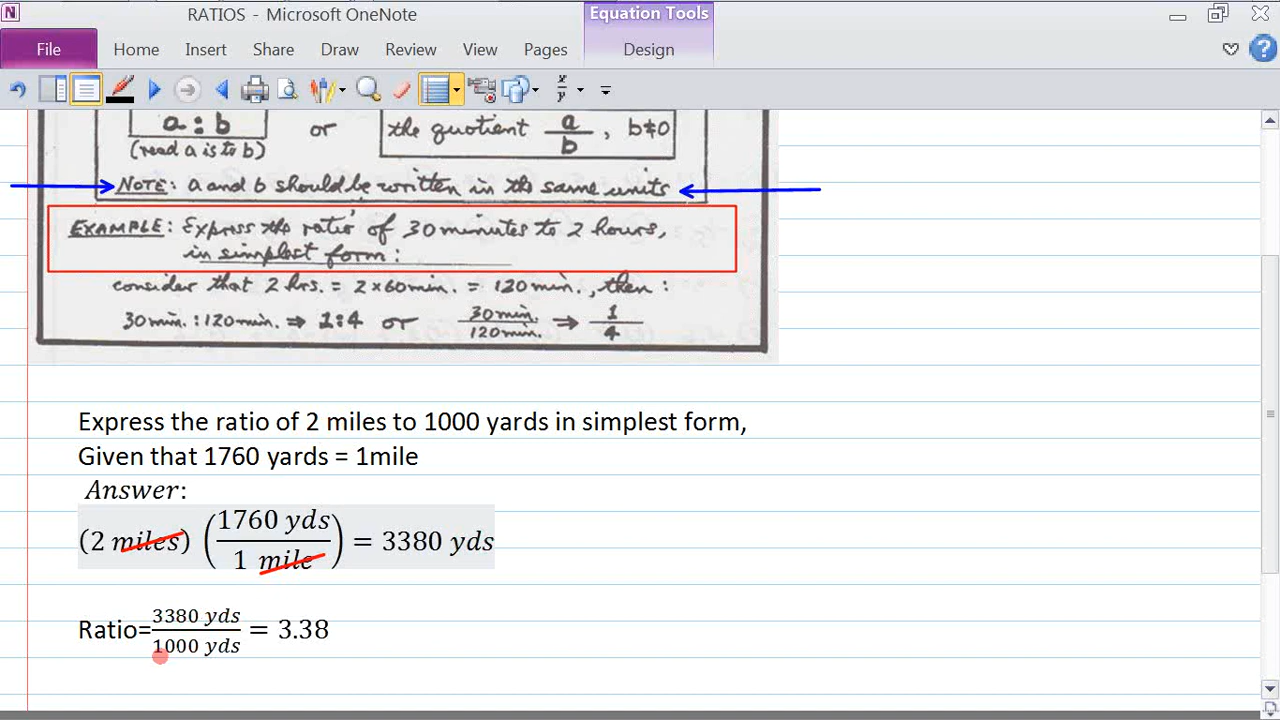 RATIOS - Microsoft OneNote
Equation Tools
File Home Insert Share Draw Review View Pages Design
a : b or the quotient a/b , b≠0
(read a is to b)
NOTE: a and b should be written in the same units
EXAMPLE: Express the ratio of 30 minutes to 2 hours,
in simplest form:
consider that 2 hrs. = 2 x 60 min. = 120 min., then :
30 min. : 120 min. ⇒ 1:4 or 30 min./120 min. ⇒ 1/4
Express the ratio of 2 miles to 1000 yards in simplest form,
Given that 1760 yards = 1mile
Answer:
(2 miles) (1760 yds/1 mile) = 3380 yds
Ratio=3380 yds/1000 yds = 3.38